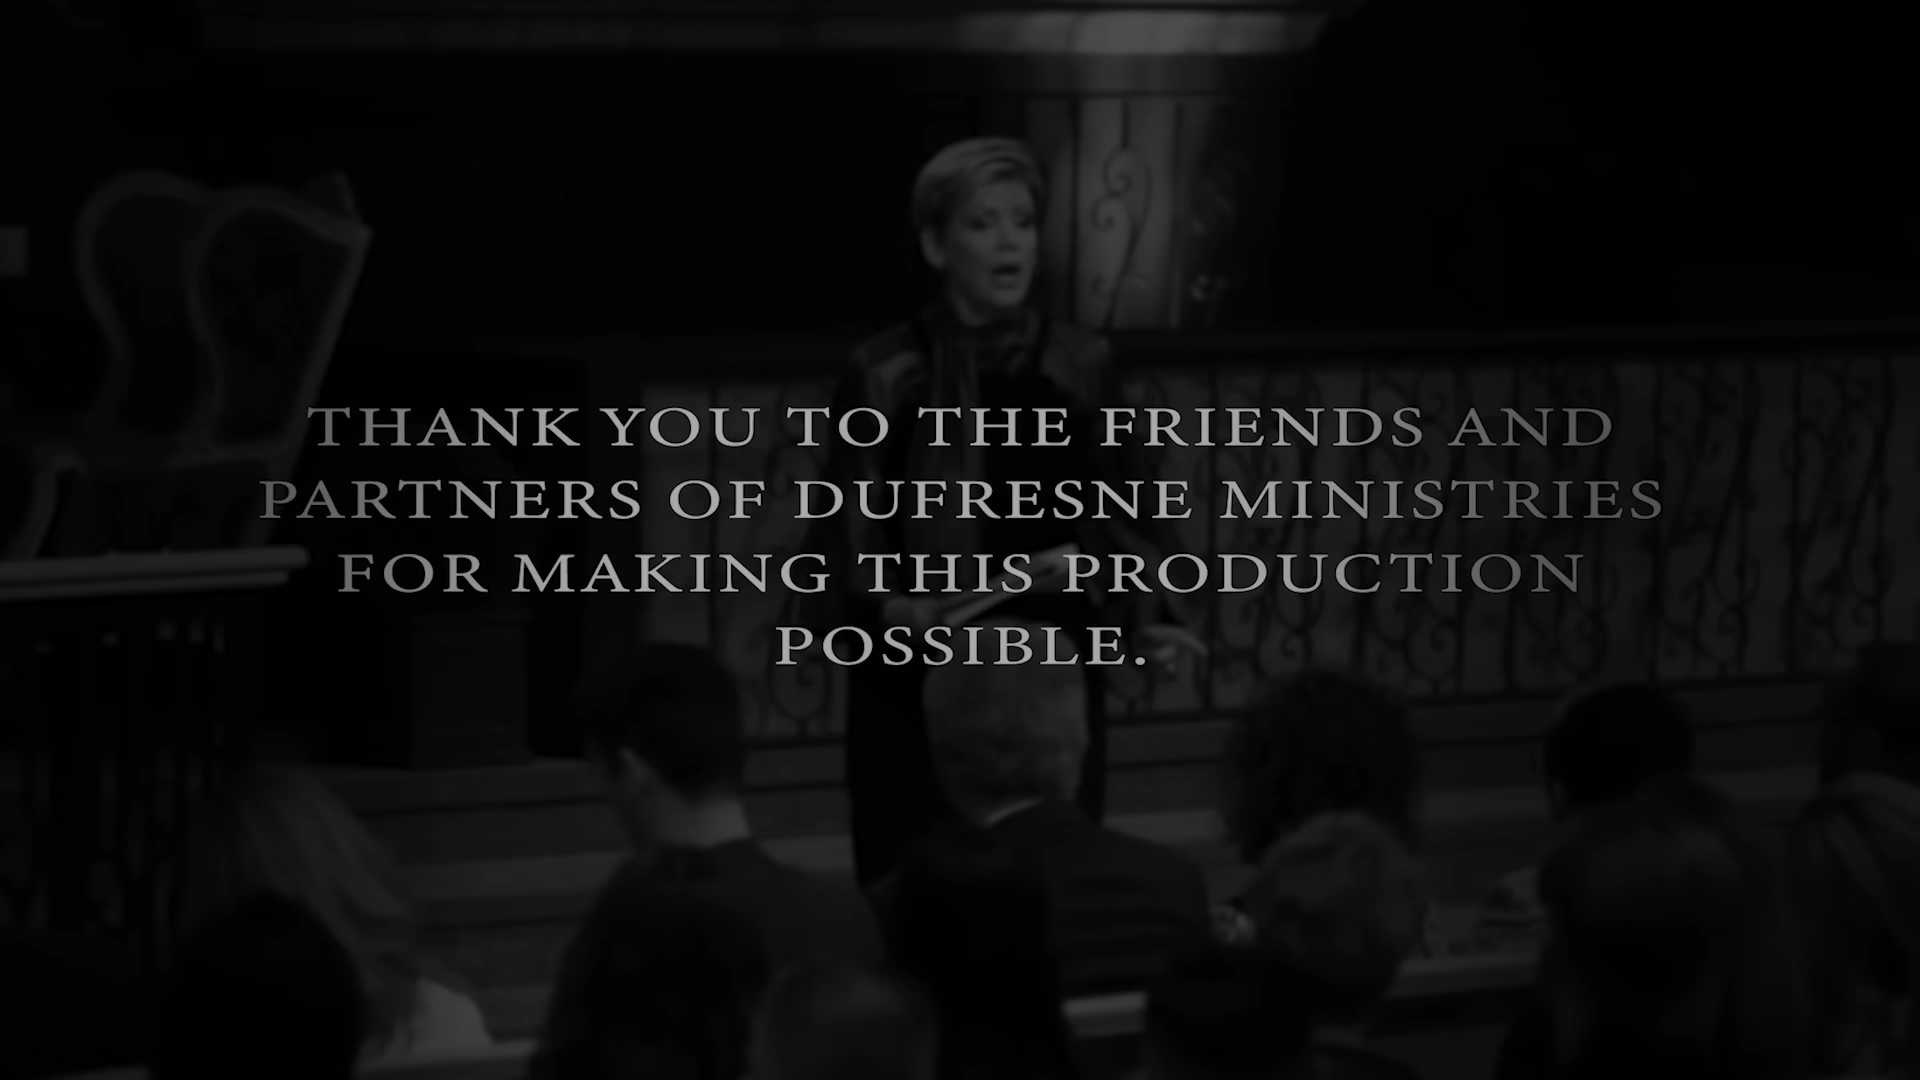 THANK YOU TO THE FRIENDS AND
PARTNERS OF DUFRESNE MINISTRIES
FOR MAKING THIS PRODUCTION
POSSIBLE.